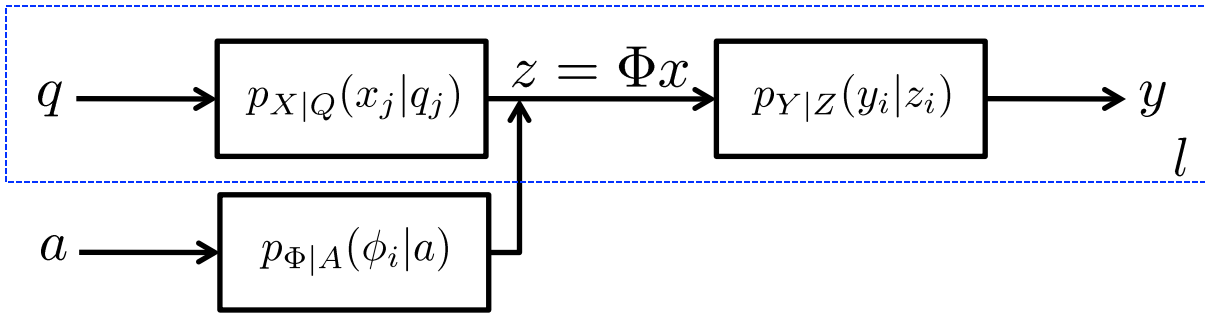 q p_{X|Q}(x_j|q_j) z = Φx p_{Y|Z}(y_i|z_i) y
l
a p_{Φ|A}(ϕ_i|a)